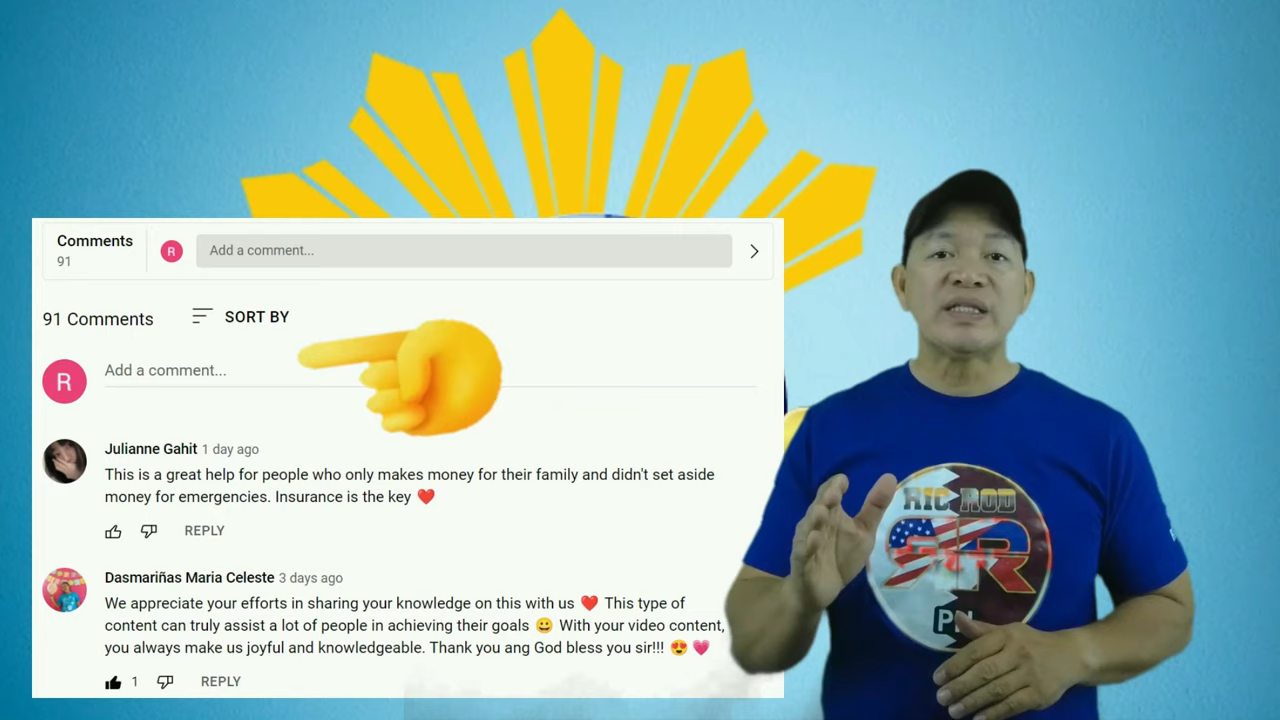 Comments
91
R
Add a comment...
91 Comments
SORT BY
R
Add a comment...
Julianne Gahit 1 day ago
This is a great help for people who only makes money for their family and didn't set aside
money for emergencies. Insurance is the key ❤️
REPLY
Dasmariñas Maria Celeste 3 days ago
We appreciate your efforts in sharing your knowledge on this with us ❤️ This type of
content can truly assist a lot of people in achieving their goals 😀 With your video content,
you always make us joyful and knowledgeable. Thank you ang God bless you sir!!! 😍 💗
1
REPLY
RIC ROD